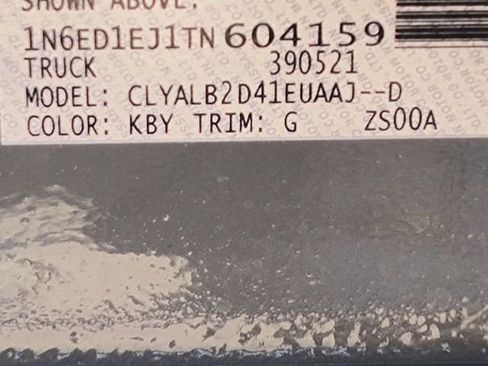 SHOWN ABOVE.
1N6ED1EJ1TN604159
TRUCK 390521
MODEL: CLYALB2D41EUAAJ--D
COLOR: KBY TRIM: G ZS00A